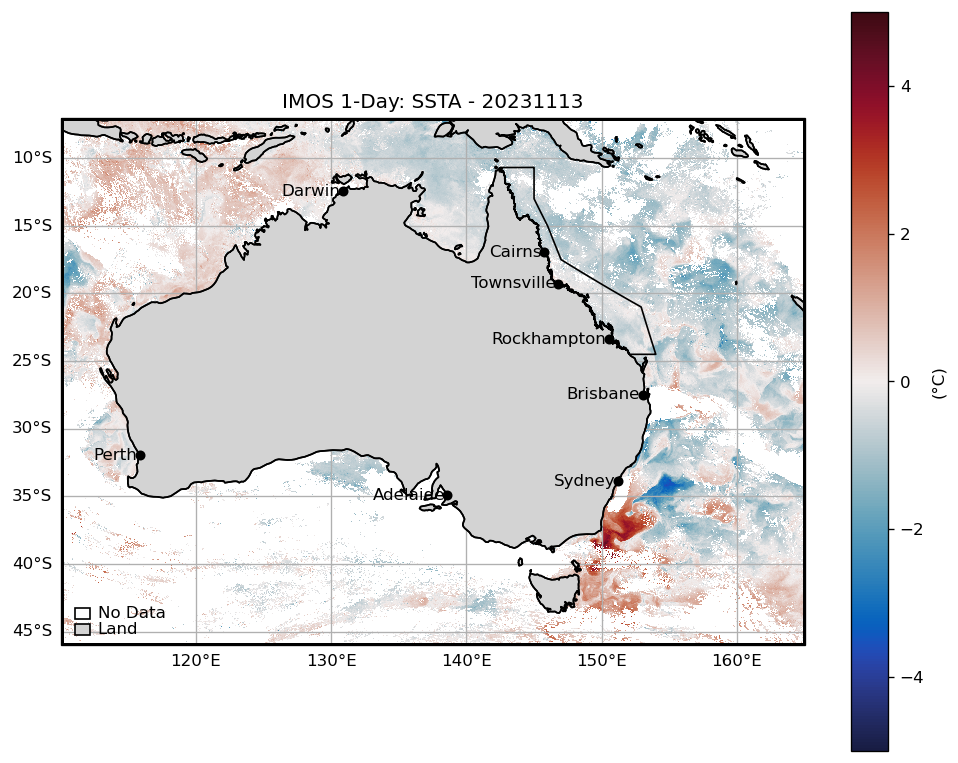 IMOS 1-Day: SSTA - 20231113
10°S
15°S
20°S
25°S
30°S
35°S
40°S
45°S
Darwin
Cairns
Townsville
Rockhampton
Brisbane
Perth
Sydney
Adelaide
No Data
Land
120°E
130°E
140°E
150°E
160°E
4
2
0
−2
−4
(°C)